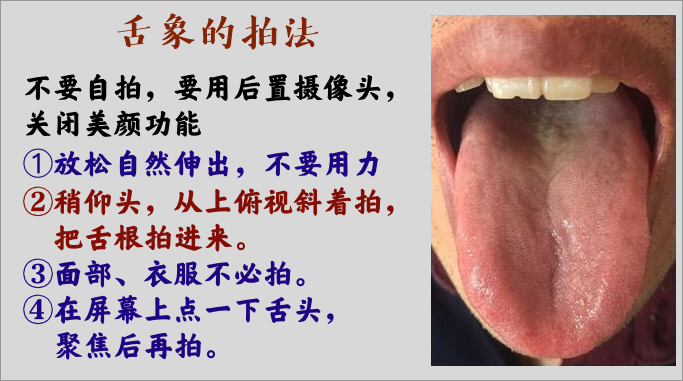 舌象的拍法
不要自拍，要用后置摄像头，
关闭美颜功能
①放松自然伸出，不要用力
②稍仰头，从上俯视斜着拍，
把舌根拍进来。
③面部、衣服不必拍。
④在屏幕上点一下舌头，
聚焦后再拍。